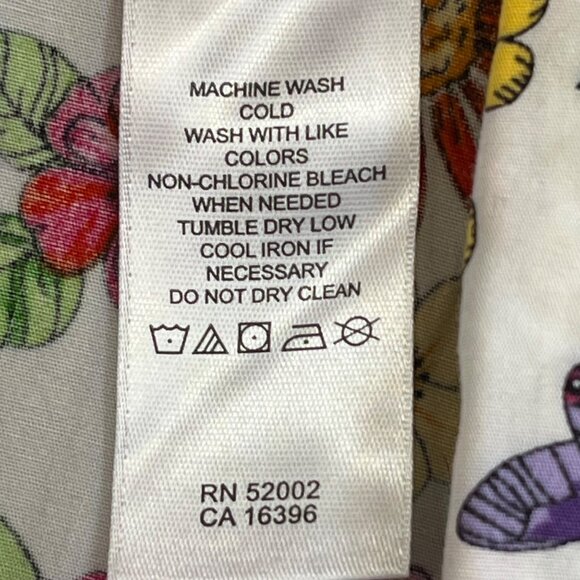 MACHINE WASH
COLD
WASH WITH LIKE
COLORS
NON-CHLORINE BLEACH
WHEN NEEDED
TUMBLE DRY LOW
COOL IRON IF
NECESSARY
DO NOT DRY CLEAN
RN 52002
CA 16396